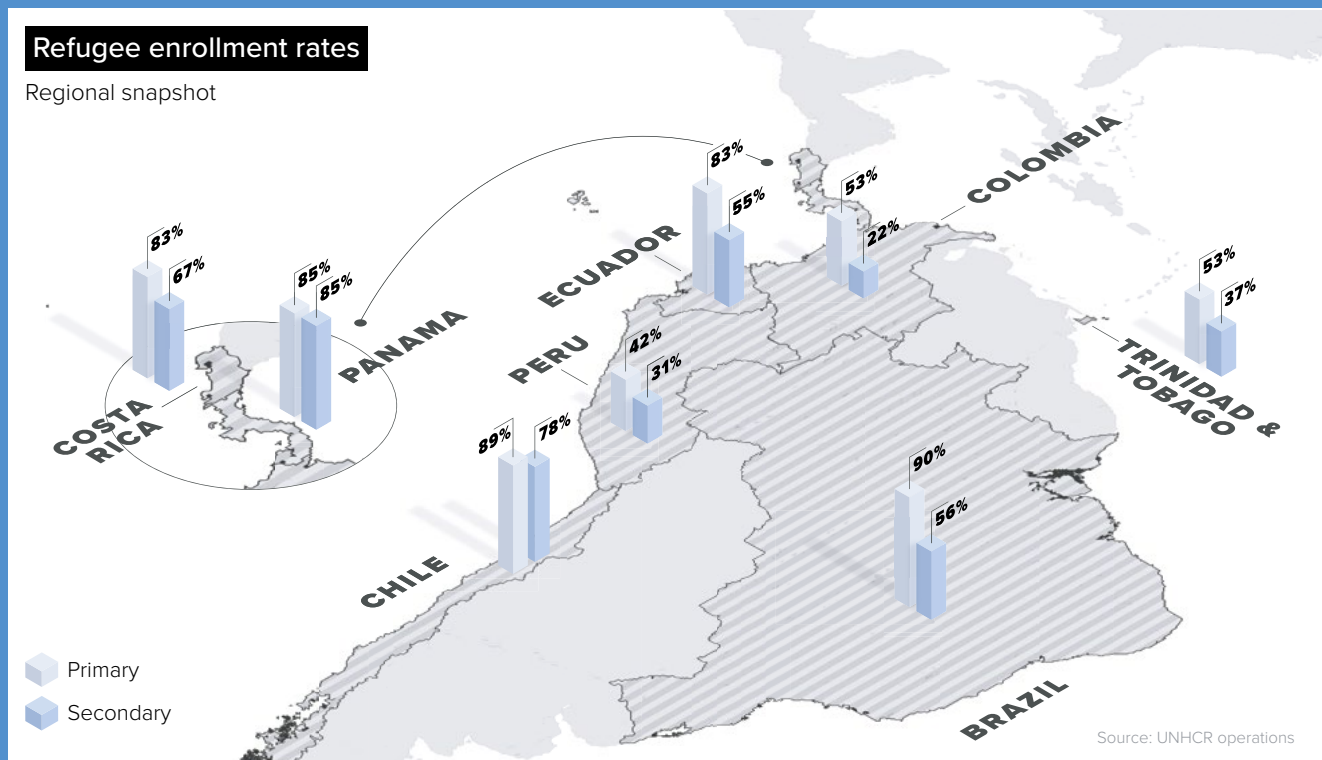 Refugee enrollment rates
Regional snapshot
83%
67%
85%
85%
COSTA
RICA
PANAMA
83%
55%
ECUADOR
53%
22%
COLOMBIA
42%
31%
PERU
53%
37%
TRINIDAD &
TOBAGO
89%
78%
CHILE
90%
56%
BRAZIL
Primary
Secondary
Source: UNHCR operations